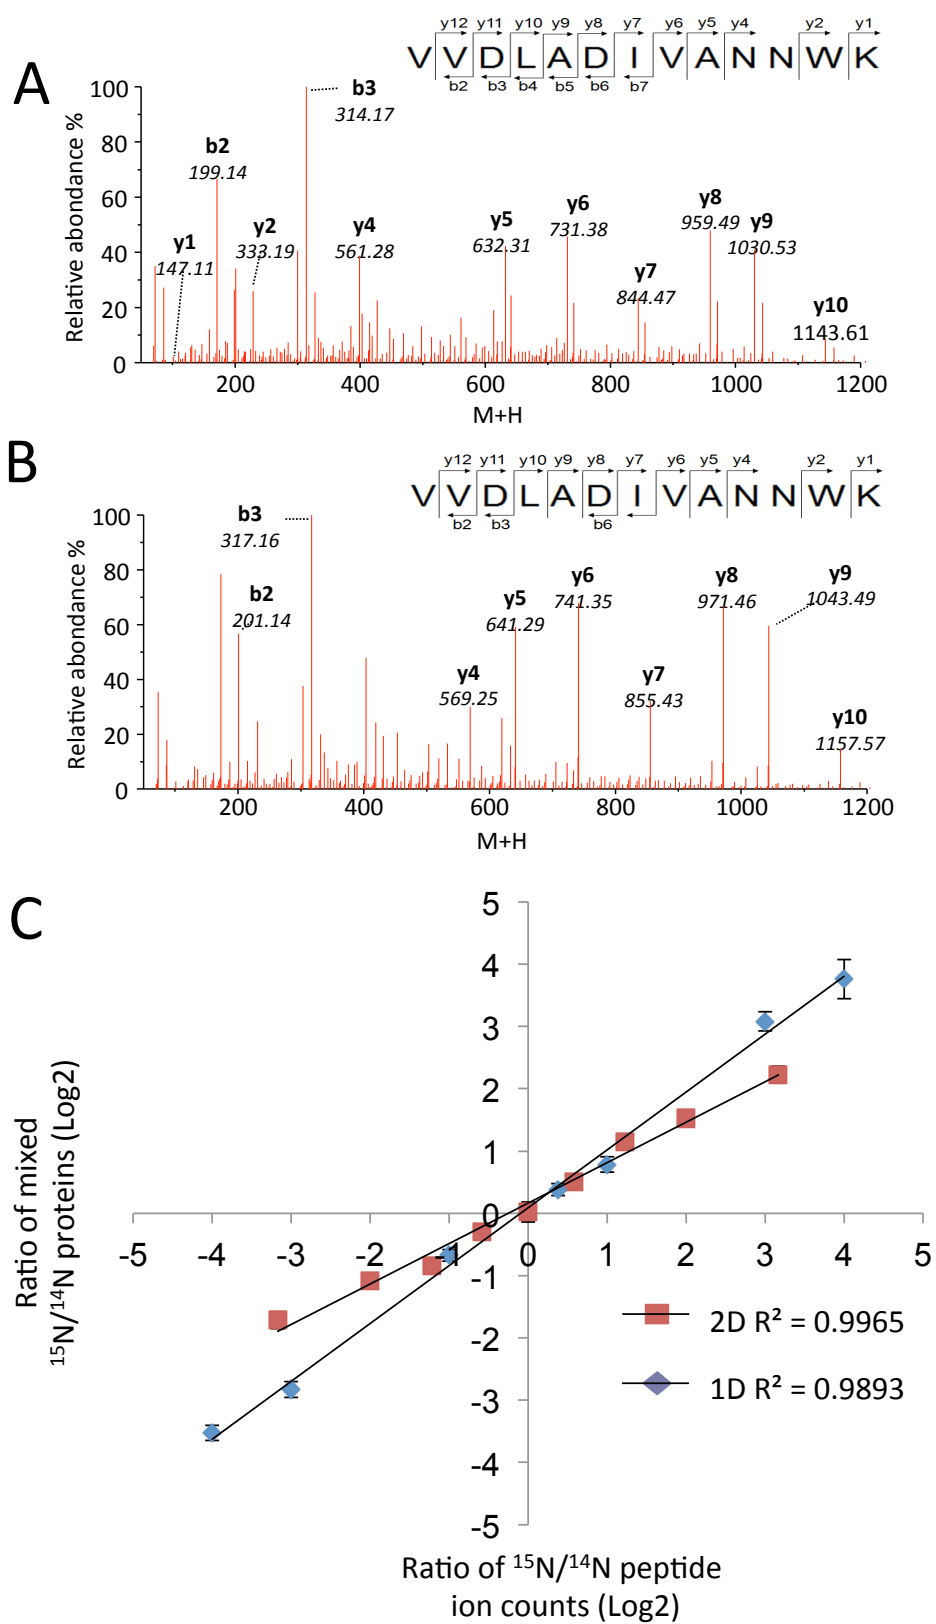 A
y12 y11 y10 y9 y8 y7 y6 y5 y4 y2 y1
V V D L A D I V A N N W K
b2 b3 b4 b5 b6 b7
Relative abondance %
100
80
60
40
20
0
b3
314.17
b2
199.14
y1
147.11
y2
333.19
y4
561.28
y5
632.31
y6
731.38
y7
844.47
y8
959.49
y9
1030.53
y10
1143.61
200 400 600 800 1000 1200
M+H
B
y12 y11 y10 y9 y8 y7 y6 y5 y4 y2 y1
V V D L A D I V A N N W K
b2 b3 b6
Relative abundance %
100
80
60
40
20
0
b3
317.16
b2
201.14
y4
569.25
y5
641.29
y6
741.35
y7
855.43
y8
971.46
y9
1043.49
y10
1157.57
200 400 600 800 1000 1200
M+H
C
Ratio of mixed
15N/14N proteins (Log2)
5
4
3
2
1
0
-1
-2
-3
-4
-5
-5 -4 -3 -2 -1 0 1 2 3 4 5
2D R² = 0.9965
1D R² = 0.9893
Ratio of 15N/14N peptide
ion counts (Log2)